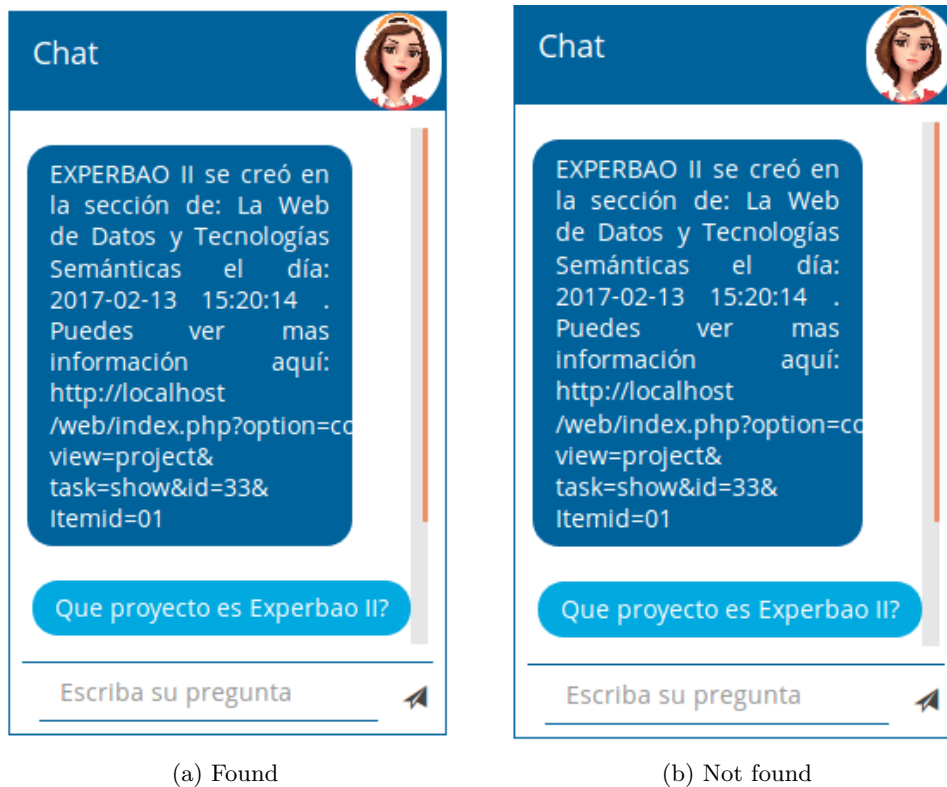 Chat
EXPERBAO II se creó en
la sección de: La Web
de Datos y Tecnologías
Semánticas el día:
2017-02-13 15:20:14 .
Puedes ver mas
información aquí:
http://localhost
/web/index.php?option=co
view=project&
task=show&id=33&
Itemid=01
Que proyecto es Experbao II?
Escriba su pregunta
(a) Found
Chat
EXPERBAO II se creó en
la sección de: La Web
de Datos y Tecnologías
Semánticas el día:
2017-02-13 15:20:14 .
Puedes ver mas
información aquí:
http://localhost
/web/index.php?option=co
view=project&
task=show&id=33&
Itemid=01
Que proyecto es Experbao II?
Escriba su pregunta
(b) Not found